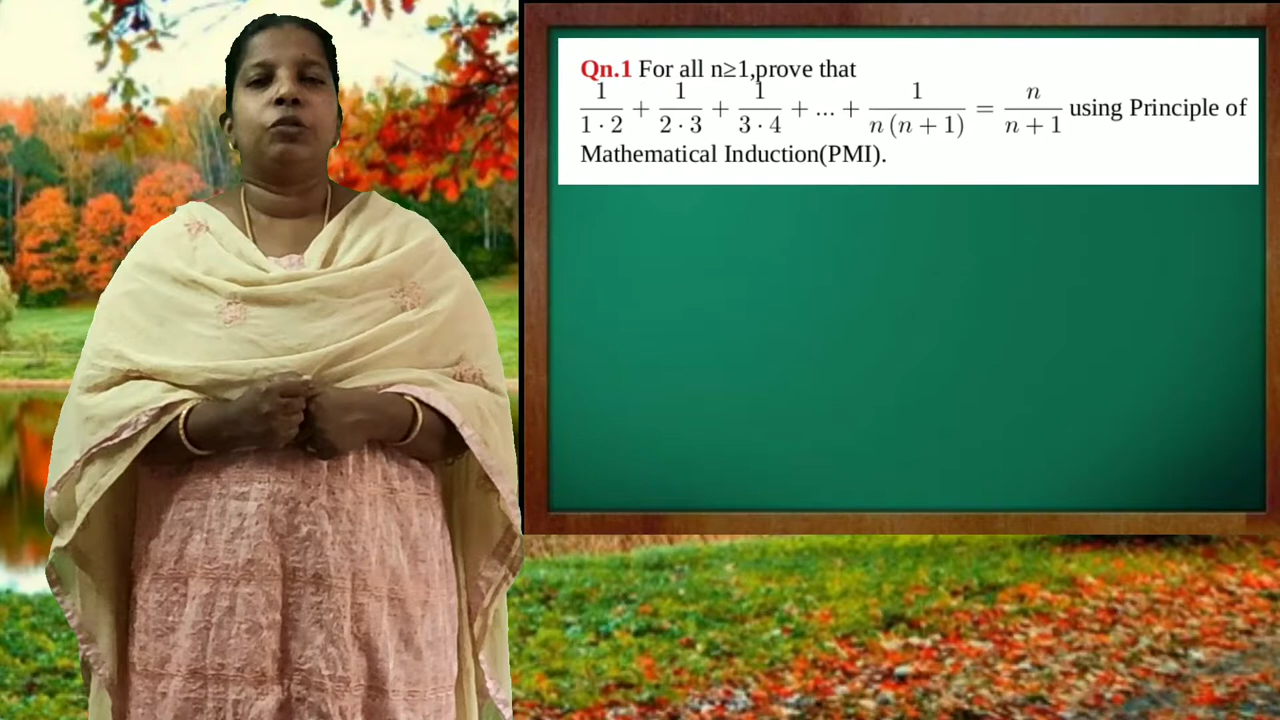 Qn.1 For all n≥1,prove that
1/(1·2) + 1/(2·3) + 1/(3·4) + ... + 1/(n(n+1)) = n/(n+1) using Principle of
Mathematical Induction(PMI).